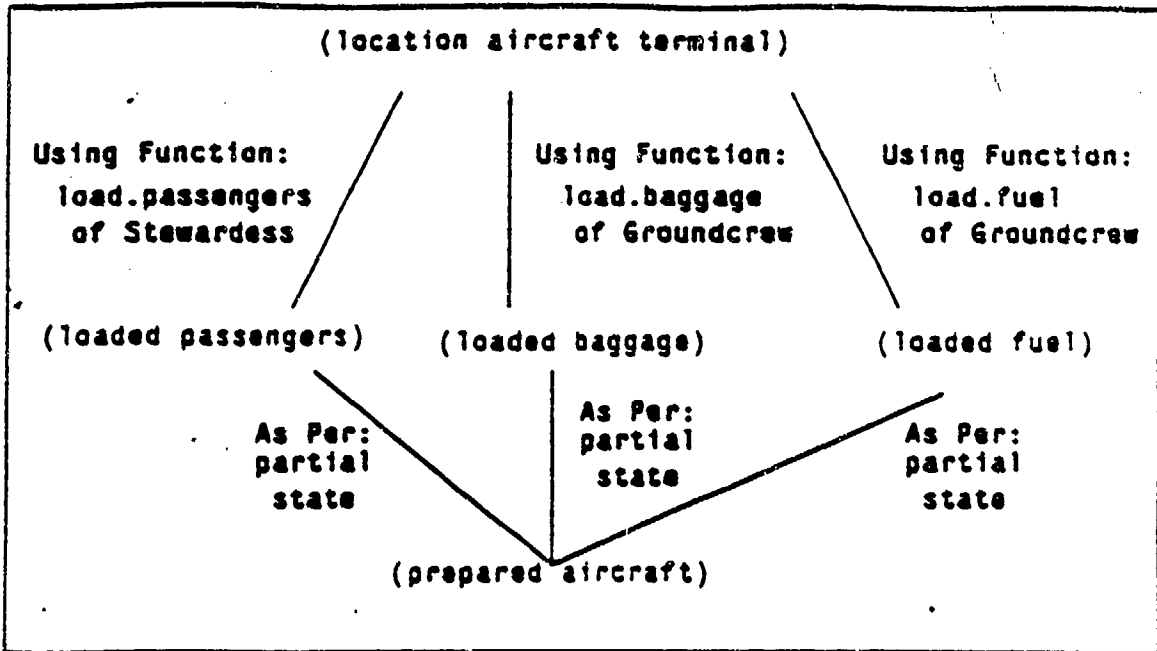 (location aircraft terminal)
Using Function:
load.passengers
of Stewardess
Using Function:
load.baggage
of Groundcrew
Using Function:
load.fuel
of Groundcrew
(loaded passengers)
(loaded baggage)
(loaded fuel)
As Per:
partial
state
As Per:
partial
state
As Per:
partial
state
(prepared aircraft)